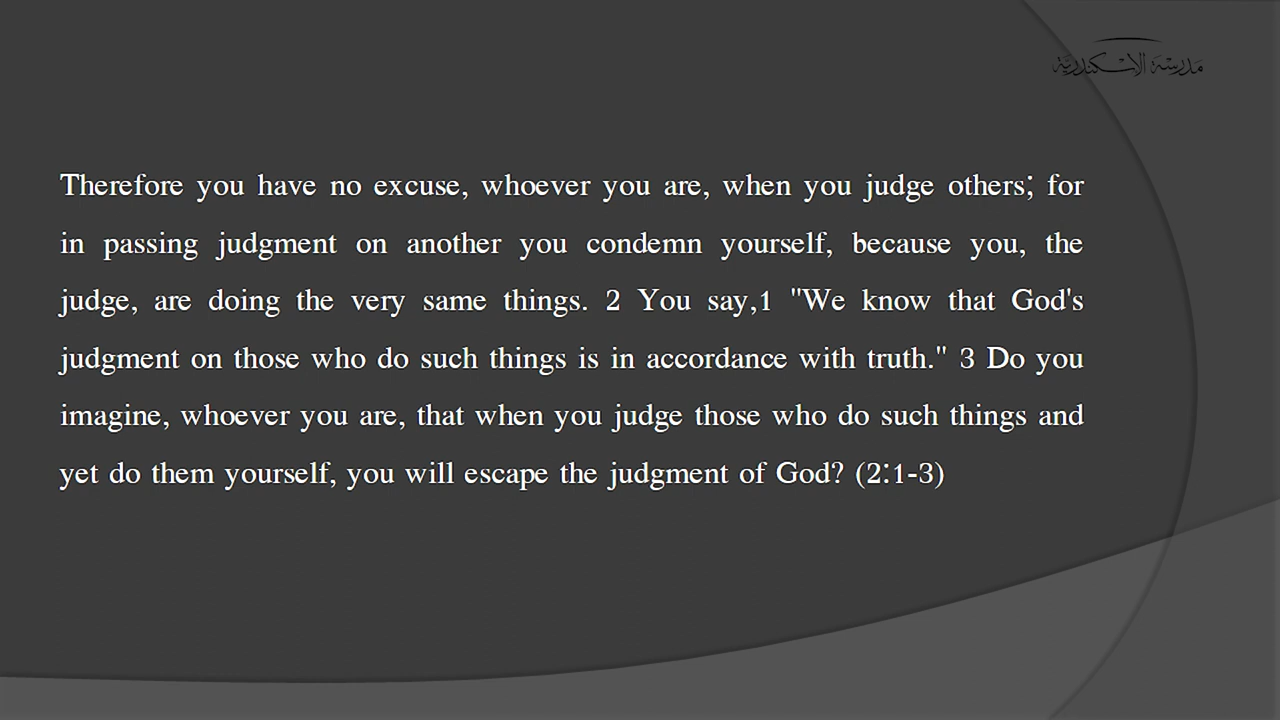 مدرسة الإسكندرية
Therefore you have no excuse, whoever you are, when you judge others; for
in passing judgment on another you condemn yourself, because you, the
judge, are doing the very same things. 2 You say,1 "We know that God's
judgment on those who do such things is in accordance with truth." 3 Do you
imagine, whoever you are, that when you judge those who do such things and
yet do them yourself, you will escape the judgment of God? (2:1-3)